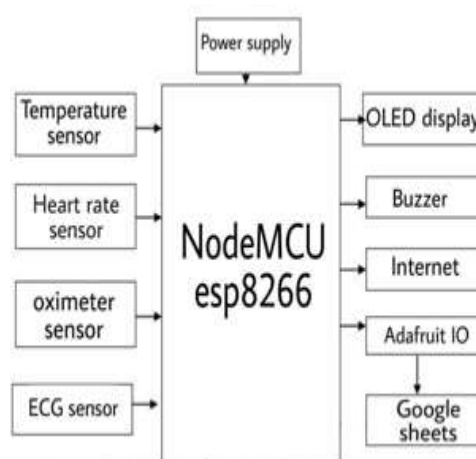 Power supply
Temperature
sensor
Heart rate
sensor
oximeter
sensor
ECG sensor
NodeMCU
esp8266
OLED display
Buzzer
Internet
Adafruit IO
Google
sheets